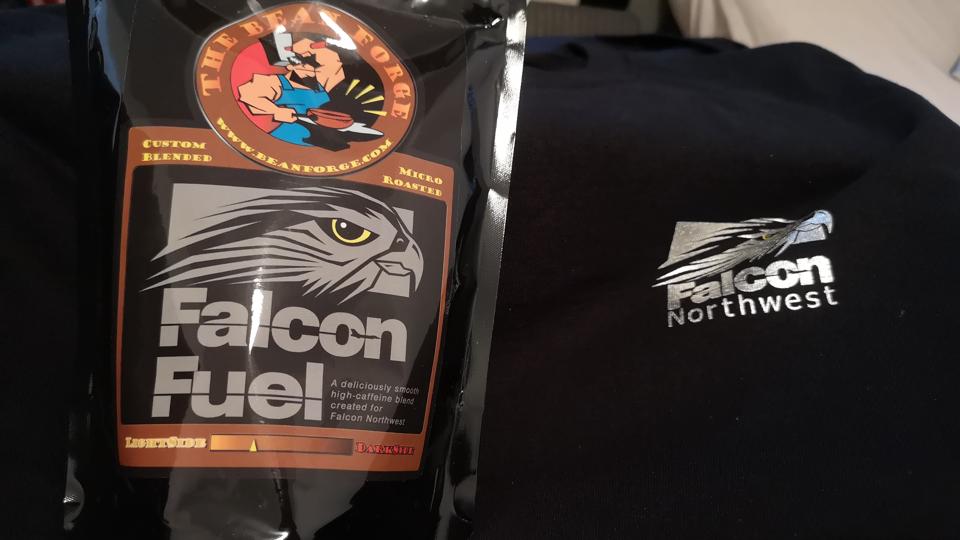 THE BEAN FORGE
WWW.BEANFORGE.COM
CUSTOM
BLENDED
MICRO
ROASTED
Falcon
Fuel
A deliciously smooth
high-caffeine blend
created for
Falcon Northwest
LIGHTSIDE
DARKSIDE
Falcon
Northwest